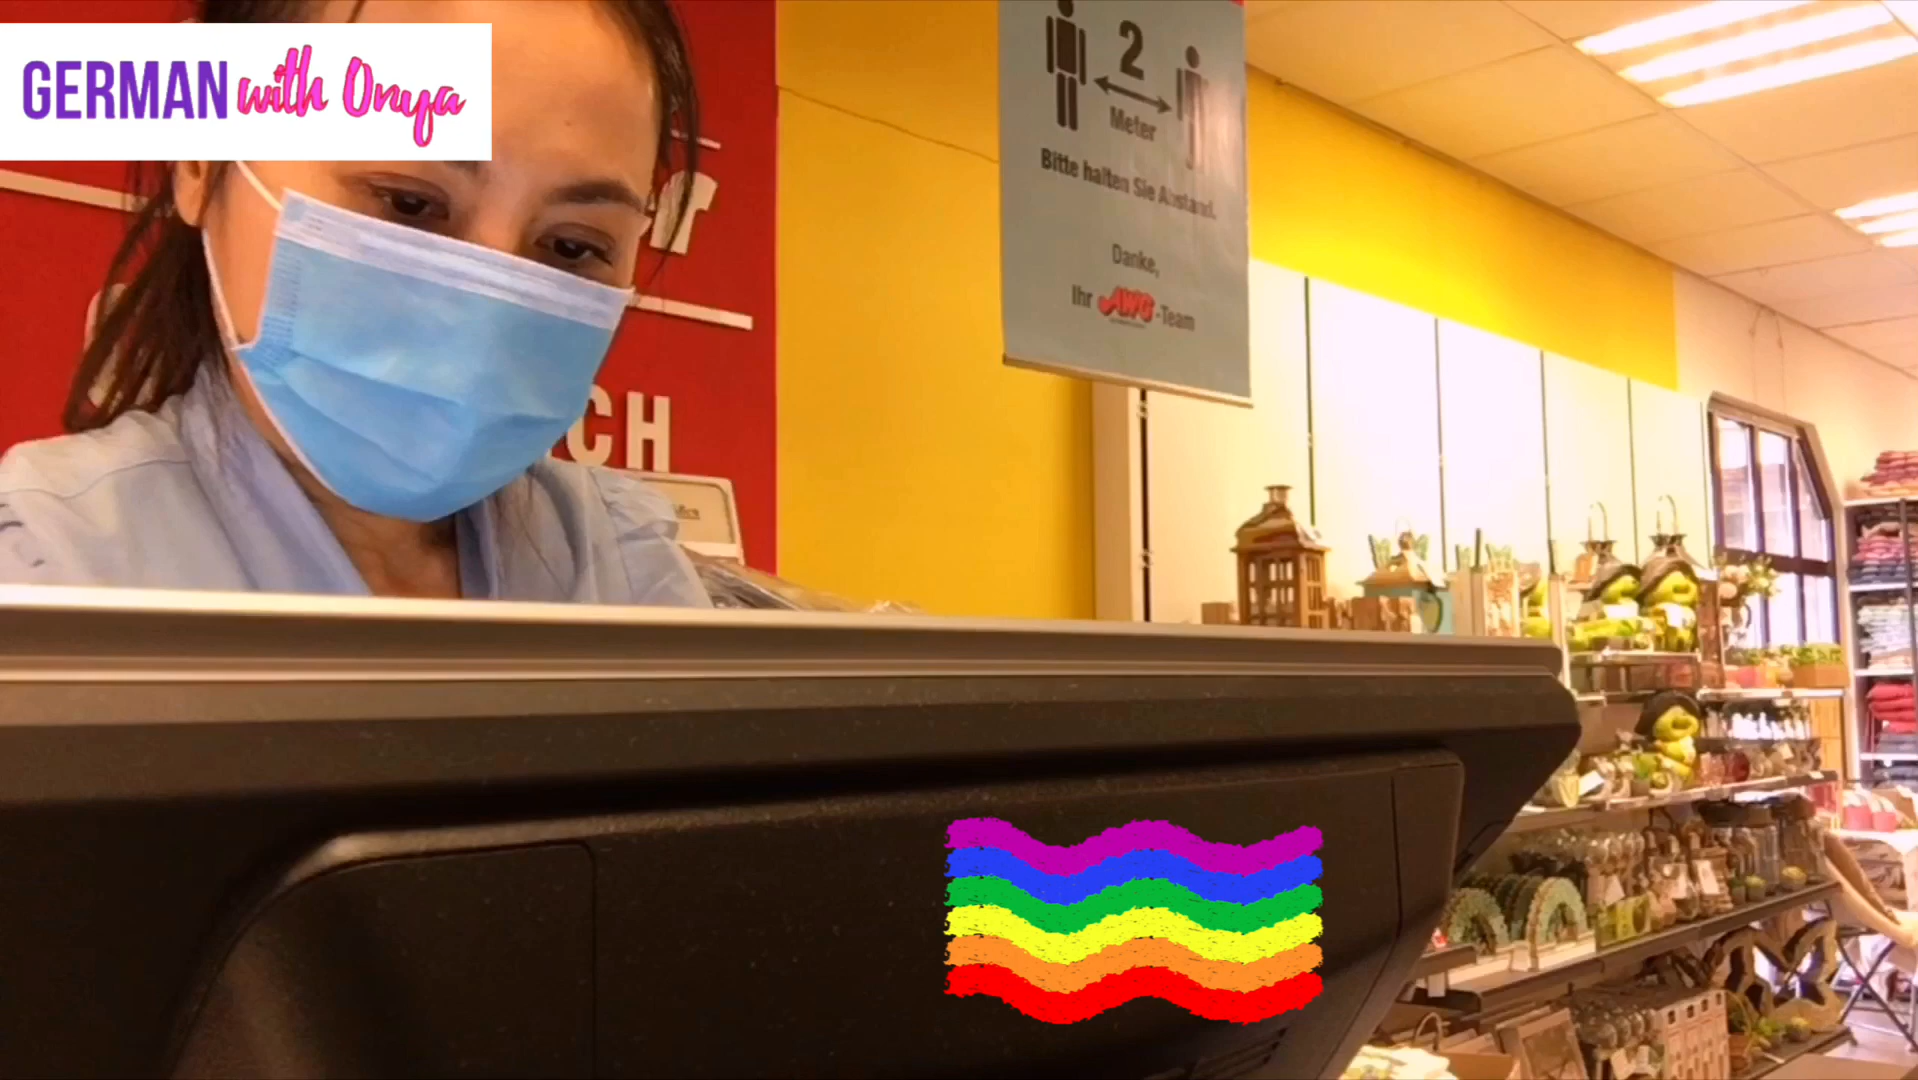 GERMAN with Onya
2
Meter
Bitte halten Sie Abstand.
Danke,
Ihr AWG-Team
CH